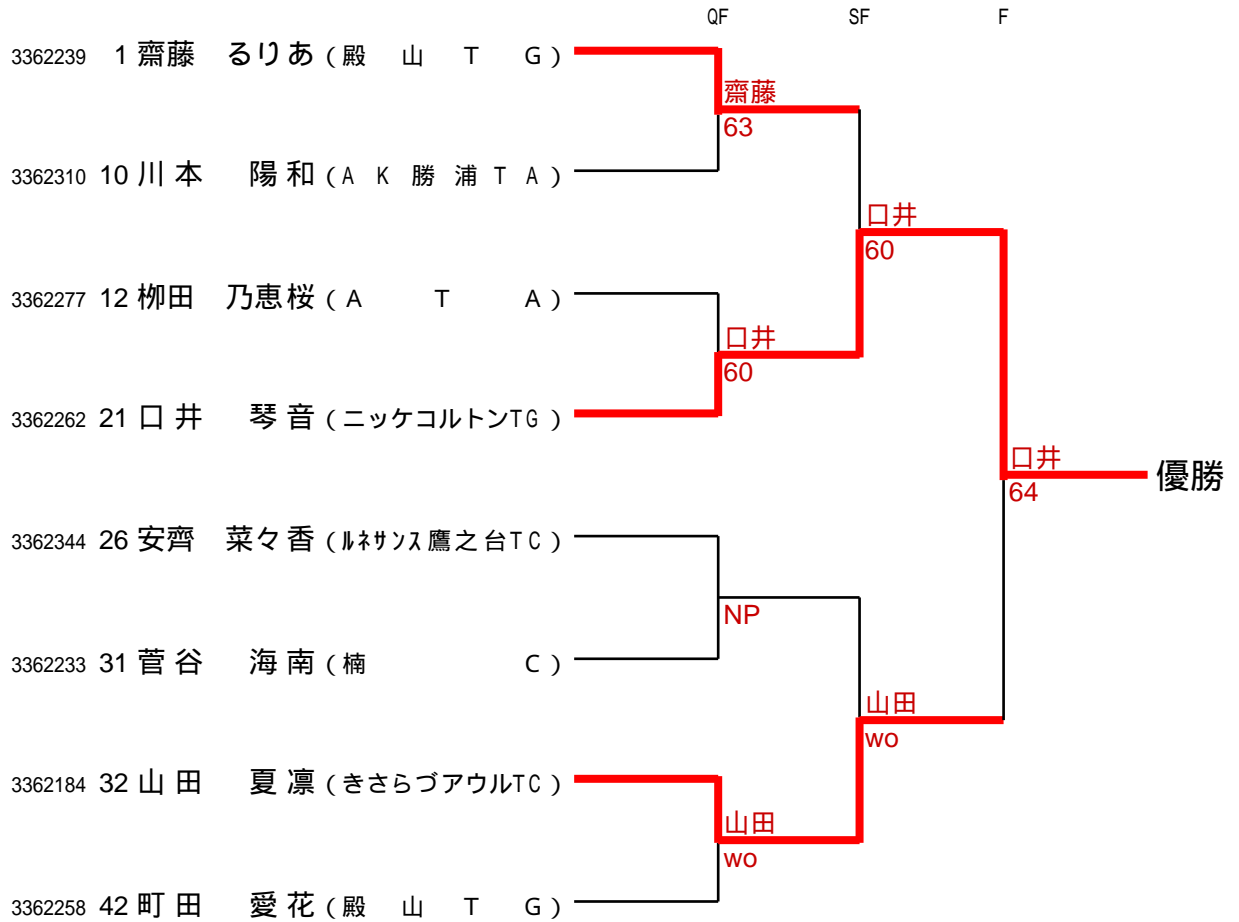 QF SF F
3362239 1 齋藤 るりあ (殿 山 T G)
齋藤
63
3362310 10 川本 陽和 (A K 勝浦 T A)
口井
60
3362277 12 栁田 乃恵桜 (A T A)
口井
60
3362262 21 口井 琴音 (ニッケコルトンTG)
口井
64
優勝
3362344 26 安齊 菜々香 (ルネサンス鷹之台TC)
NP
3362233 31 菅谷 海南 (楠 C)
山田
wo
3362184 32 山田 夏凛 (きさらづアウルTC)
山田
wo
3362258 42 町田 愛花 (殿 山 T G)